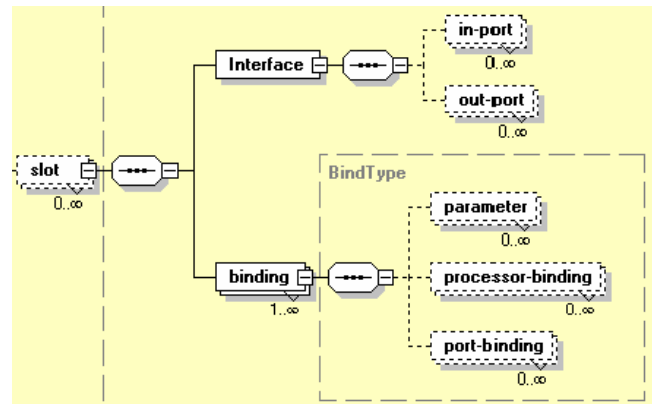 in-port
0..∞
Interface
out-port
0..∞
slot
0..∞
BindType
parameter
0..∞
binding
1..∞
processor-binding
0..∞
port-binding
0..∞